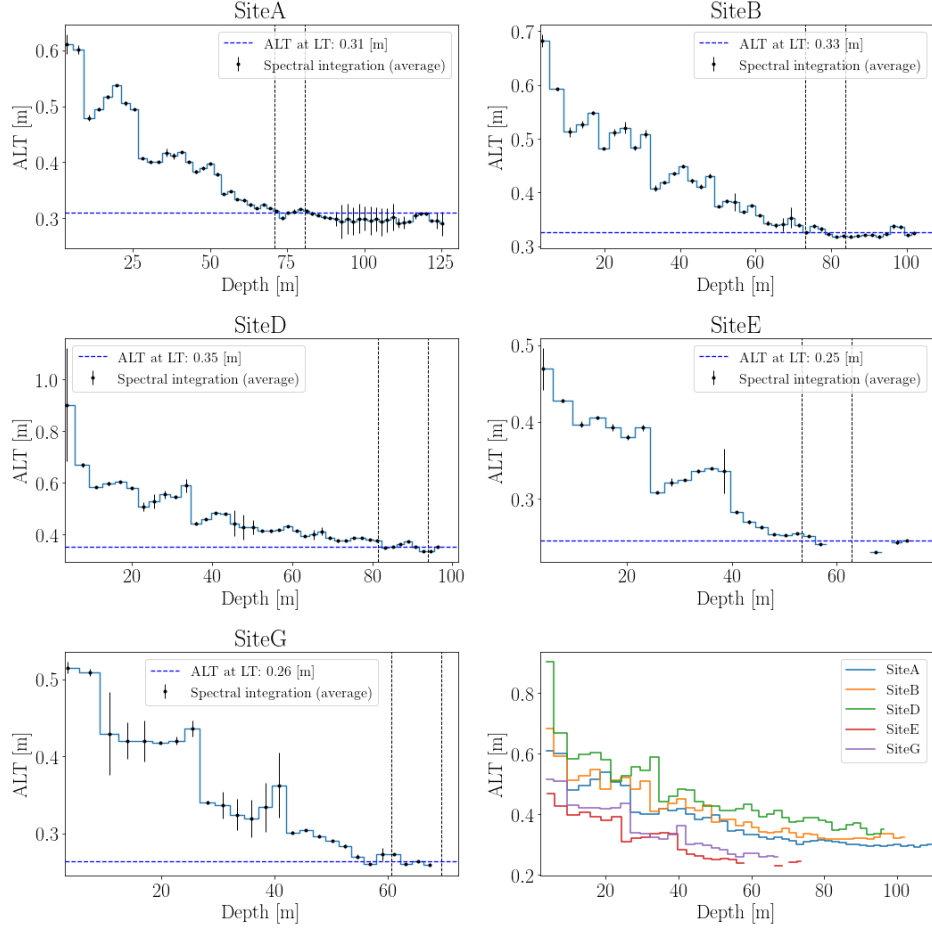 SiteA
ALT [m]
0.6
0.5
0.4
0.3
ALT at LT: 0.31 [m]
Spectral integration (average)
25 50 75 100 125
Depth [m]
SiteB
ALT [m]
0.7
0.6
0.5
0.4
0.3
ALT at LT: 0.33 [m]
Spectral integration (average)
20 40 60 80 100
Depth [m]
SiteD
ALT [m]
1.0
0.8
0.6
0.4
ALT at LT: 0.35 [m]
Spectral integration (average)
20 40 60 80 100
Depth [m]
SiteE
ALT [m]
0.5
0.4
0.3
ALT at LT: 0.25 [m]
Spectral integration (average)
20 40 60
Depth [m]
SiteG
ALT [m]
0.5
0.3
ALT at LT: 0.26 [m]
Spectral integration (average)
20 40 60
Depth [m]
ALT [m]
0.8
0.6
0.4
0.2
SiteA
SiteB
SiteD
SiteE
SiteG
20 40 60 80 100
Depth [m]